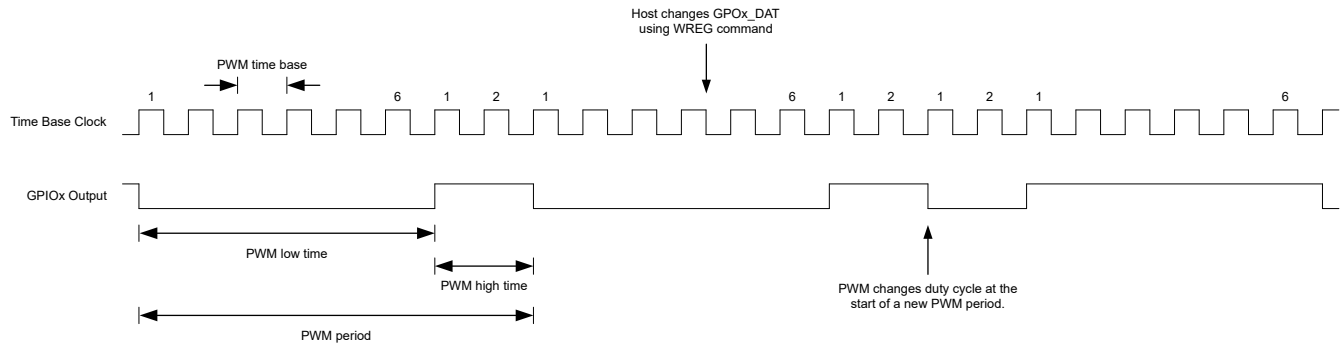 Host changes GPOx_DAT
using WREG command
PWM time base
1 6 1 2 1 6 1 2 1 2 1 6
Time Base Clock
GPIOx Output
PWM low time
PWM high time
PWM changes duty cycle at the
start of a new PWM period.
PWM period